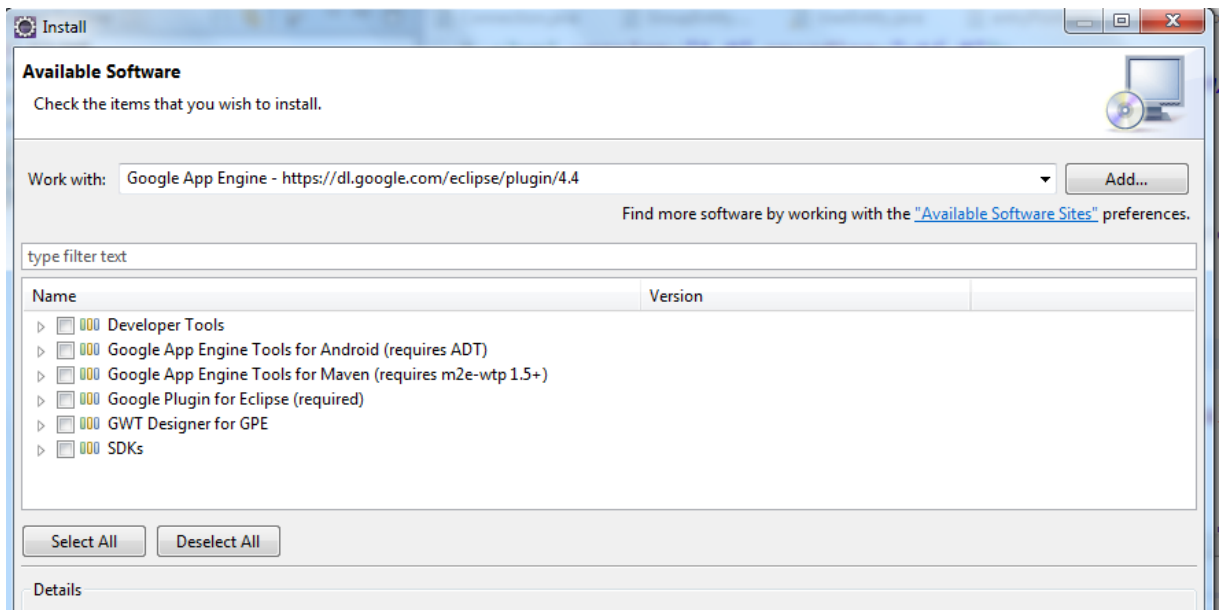 Install
Available Software
Check the items that you wish to install.
Work with: Google App Engine - https://dl.google.com/eclipse/plugin/4.4 Add...
Find more software by working with the "Available Software Sites" preferences.
type filter text
Name Version
Developer Tools
Google App Engine Tools for Android (requires ADT)
Google App Engine Tools for Maven (requires m2e-wtp 1.5+)
Google Plugin for Eclipse (required)
GWT Designer for GPE
SDKs
Select All Deselect All
Details